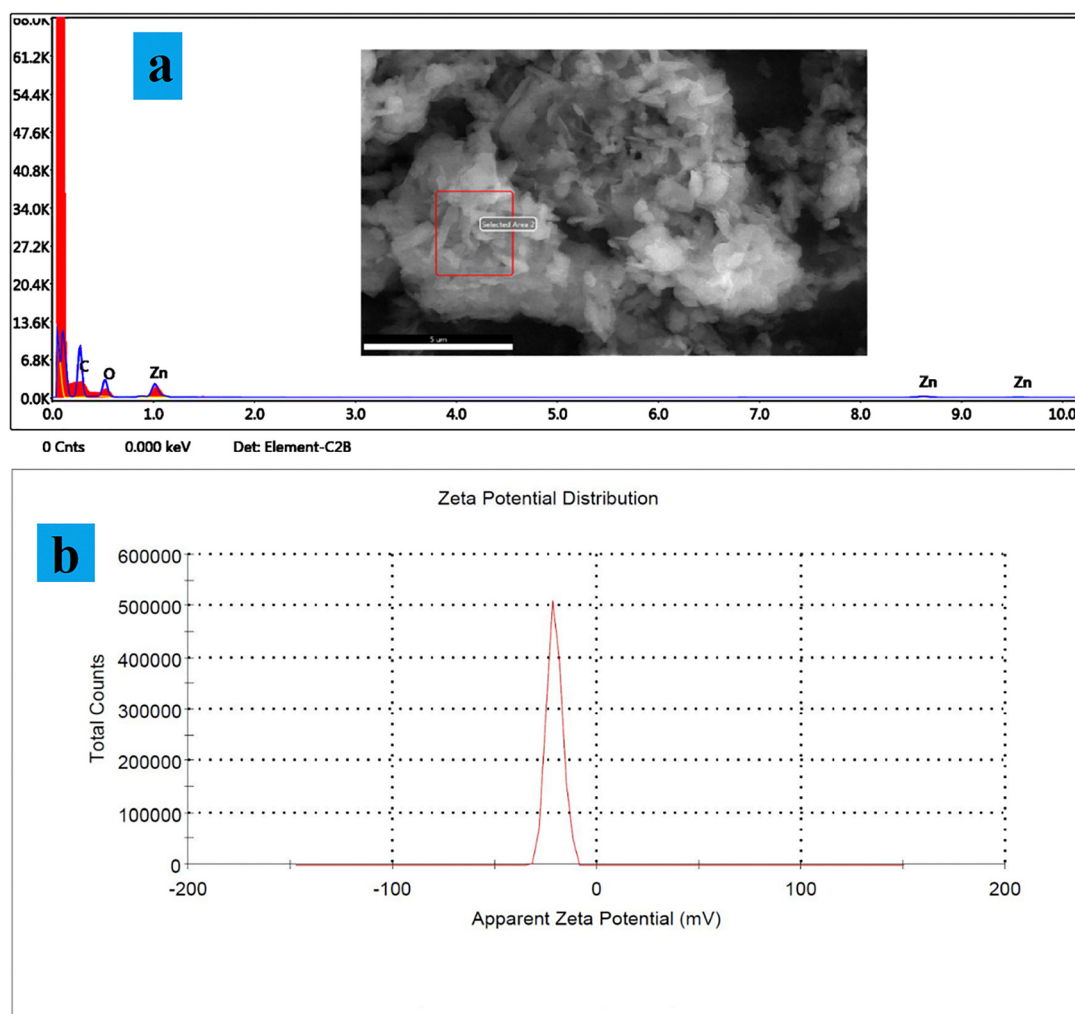 68.0K
a
61.2K
54.4K
47.6K
40.8K
34.0K
Selected Area 2
27.2K
20.4K
5 um
13.6K
6.8K
C O Zn Zn Zn
0.0K
0.0 1.0 2.0 3.0 4.0 5.0 6.0 7.0 8.0 9.0 10.0
0 Cnts 0.000 keV Det: Element-C2B
Zeta Potential Distribution
b
600000
500000
400000
300000
200000
100000
0
Total Counts
-200 -100 0 100 200
Apparent Zeta Potential (mV)